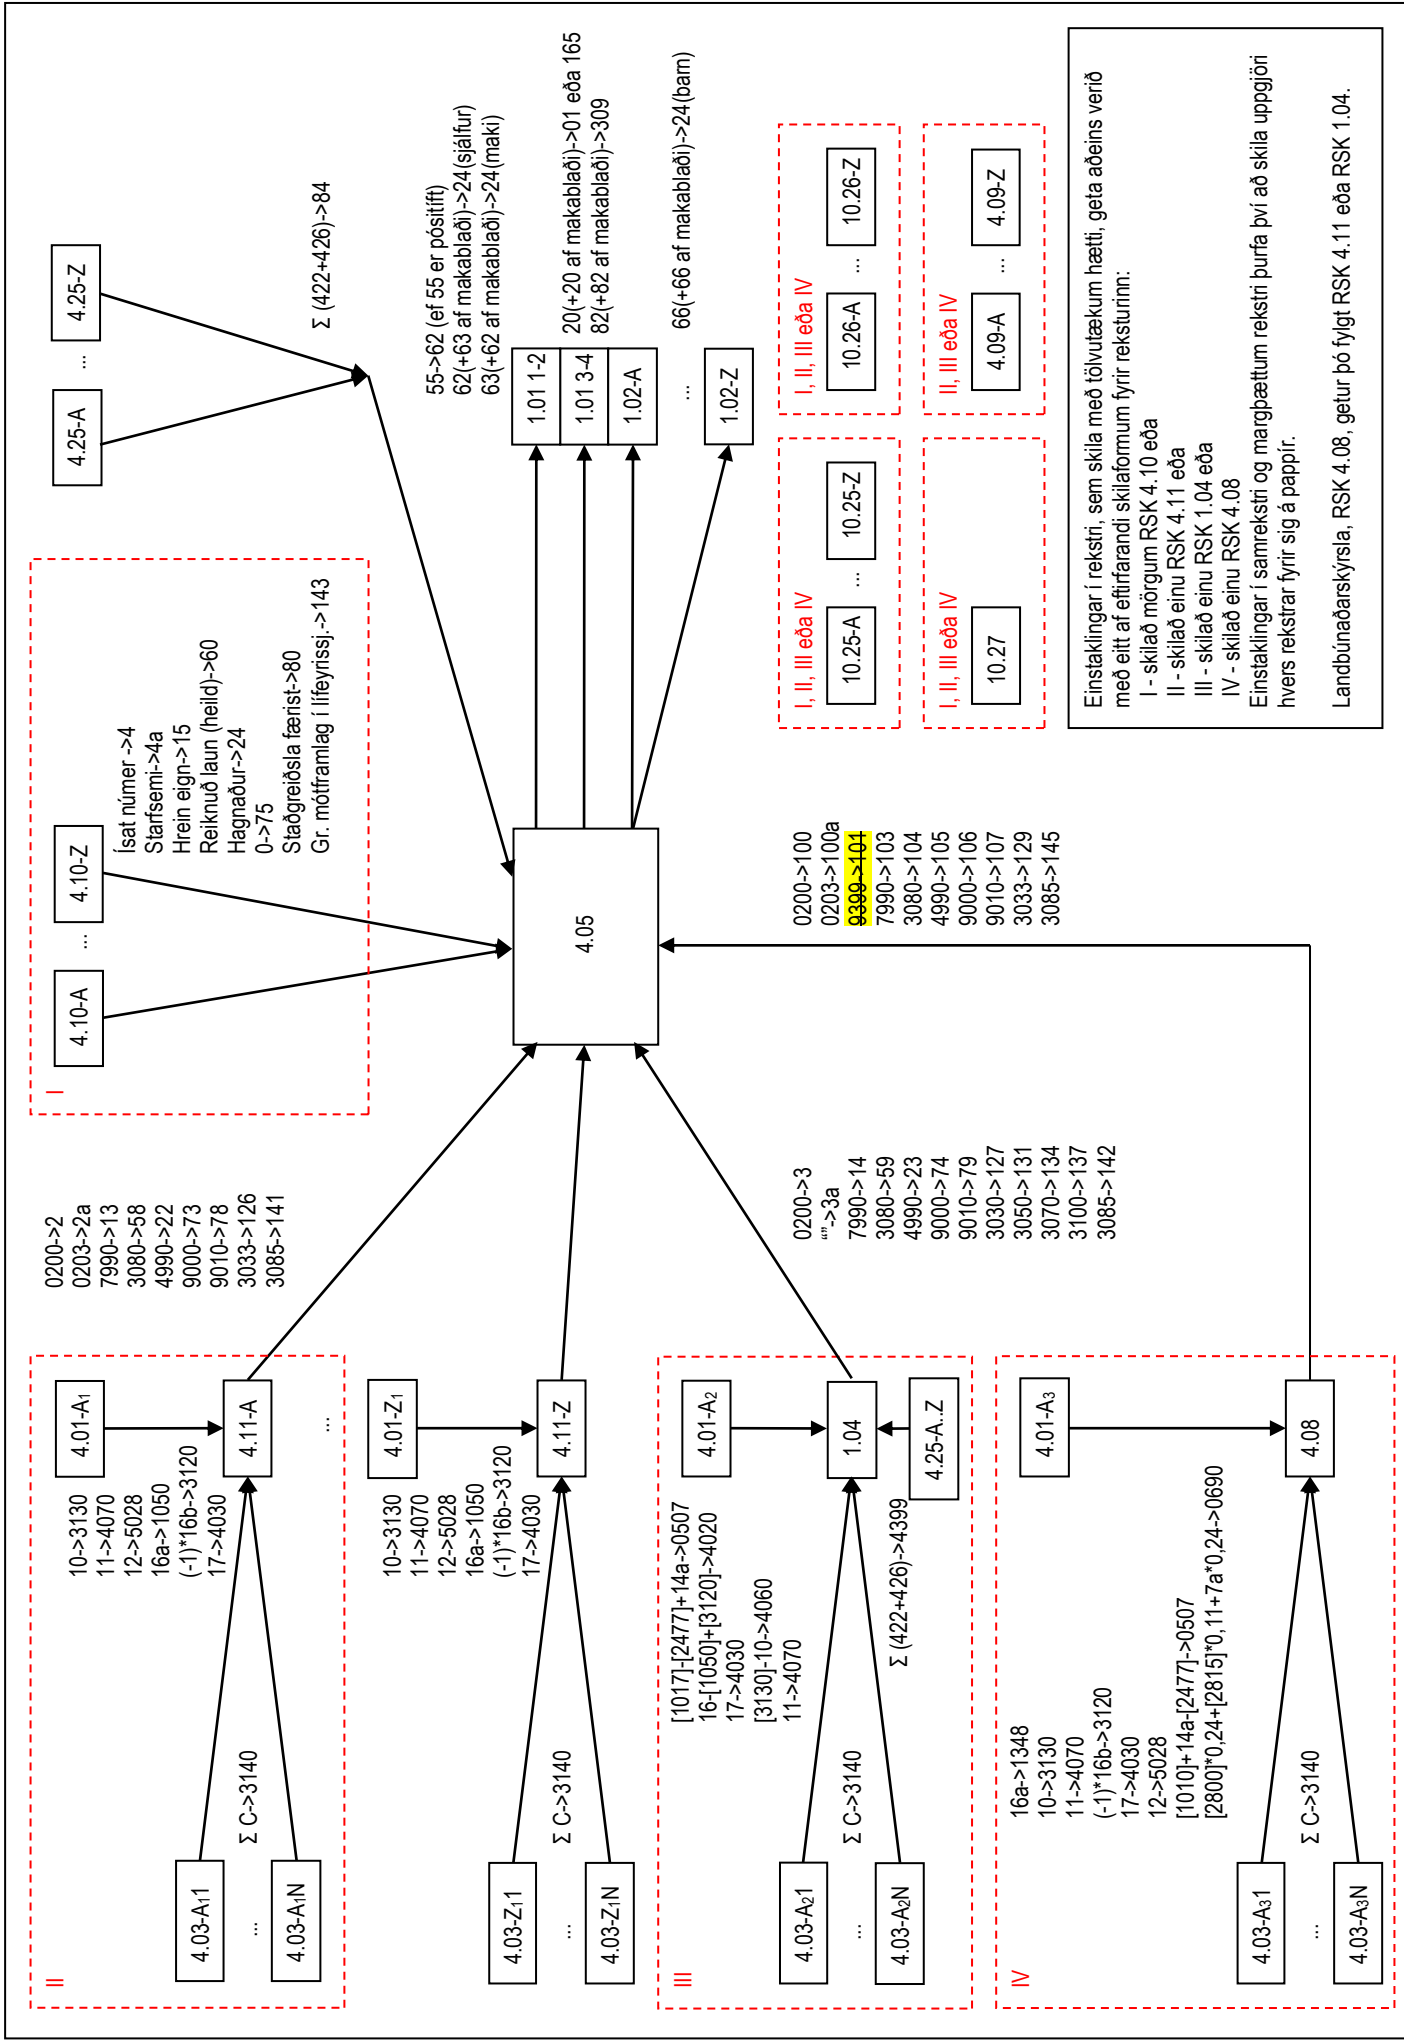 II
4.01-A1
10->3130
11->4070
12->5028
16a->1050
(-1)*16b->3120
17->4030
4.11-A
4.03-A11
...
4.03-A1N
Σ C->3140
...
0200->2
0203->2a
7990->13
3080->58
4990->22
9000->73
9010->78
3033->126
3085->141
4.01-Z1
10->3130
11->4070
12->5028
16a->1050
(-1)*16b->3120
17->4030
4.11-Z
4.03-Z11
...
4.03-Z1N
Σ C->3140
III
4.01-A2
[1017]-[2477]+14a->0507
16-[1050]+[3120]->4020
17->4030
[3130]-10->4060
11->4070
1.04
4.25-A..Z
Σ (422+426)->4399
4.03-A21
...
4.03-A2N
Σ C->3140
0200->3
“”->3a
7990->14
3080->59
4990->23
9000->74
9010->79
3030->127
3050->131
3070->134
3100->137
3085->142
IV
4.01-A3
16a->1348
10->3130
11->4070
(-1)*16b->3120
17->4030
12->5028
[1010]+14a-[2477]->0507
[2800]*0,24+[2815]*0,11+7a*0,24->0690
4.08
4.03-A31
...
4.03-A3N
Σ C->3140
0200->100
0203->100a
9399->101
7990->103
3080->104
4990->105
9000->106
9010->107
3033->129
3085->145
I
4.10-A
...
4.10-Z
Ísat númer ->4
Starfsemi->4a
Hrein eign->15
Reiknuð laun (heild)->60
Hagnaður->24
0->75
Staðgreiðsla færist->80
Gr. mótframlag í lífeyrissj.->143
4.05
4.25-A
...
4.25-Z
Σ (422+426)->84
55->62 (ef 55 er pósitíft)
62(+63 af makablaði)->24(sjálfur)
63(+62 af makablaði)->24(maki)
1.01 1-2
1.01 3-4
1.02-A
20(+20 af makablaði)->01 eða 165
82(+82 af makablaði)->309
...
66(+66 af makablaði)->24(barn)
1.02-Z
I, II, III eða IV
10.25-A
...
10.25-Z
I, II, III eða IV
10.26-A
...
10.26-Z
I, II, III eða IV
10.27
II, III eða IV
4.09-A
...
4.09-Z
Einstaklingar í rekstri, sem skila með tölvutækum hætti, geta aðeins verið
með eitt af eftirfarandi skilaformum fyrir reksturinn:
I - skilað mörgum RSK 4.10 eða
II - skilað einu RSK 4.11 eða
III - skilað einu RSK 1.04 eða
IV - skilað einu RSK 4.08
Einstaklingar í samrekstri og margþættum rekstri þurfa því að skila uppgjöri
hvers rekstrar fyrir sig á pappír.
Landbúnaðarskýrsla, RSK 4.08, getur þó fylgt RSK 4.11 eða RSK 1.04.